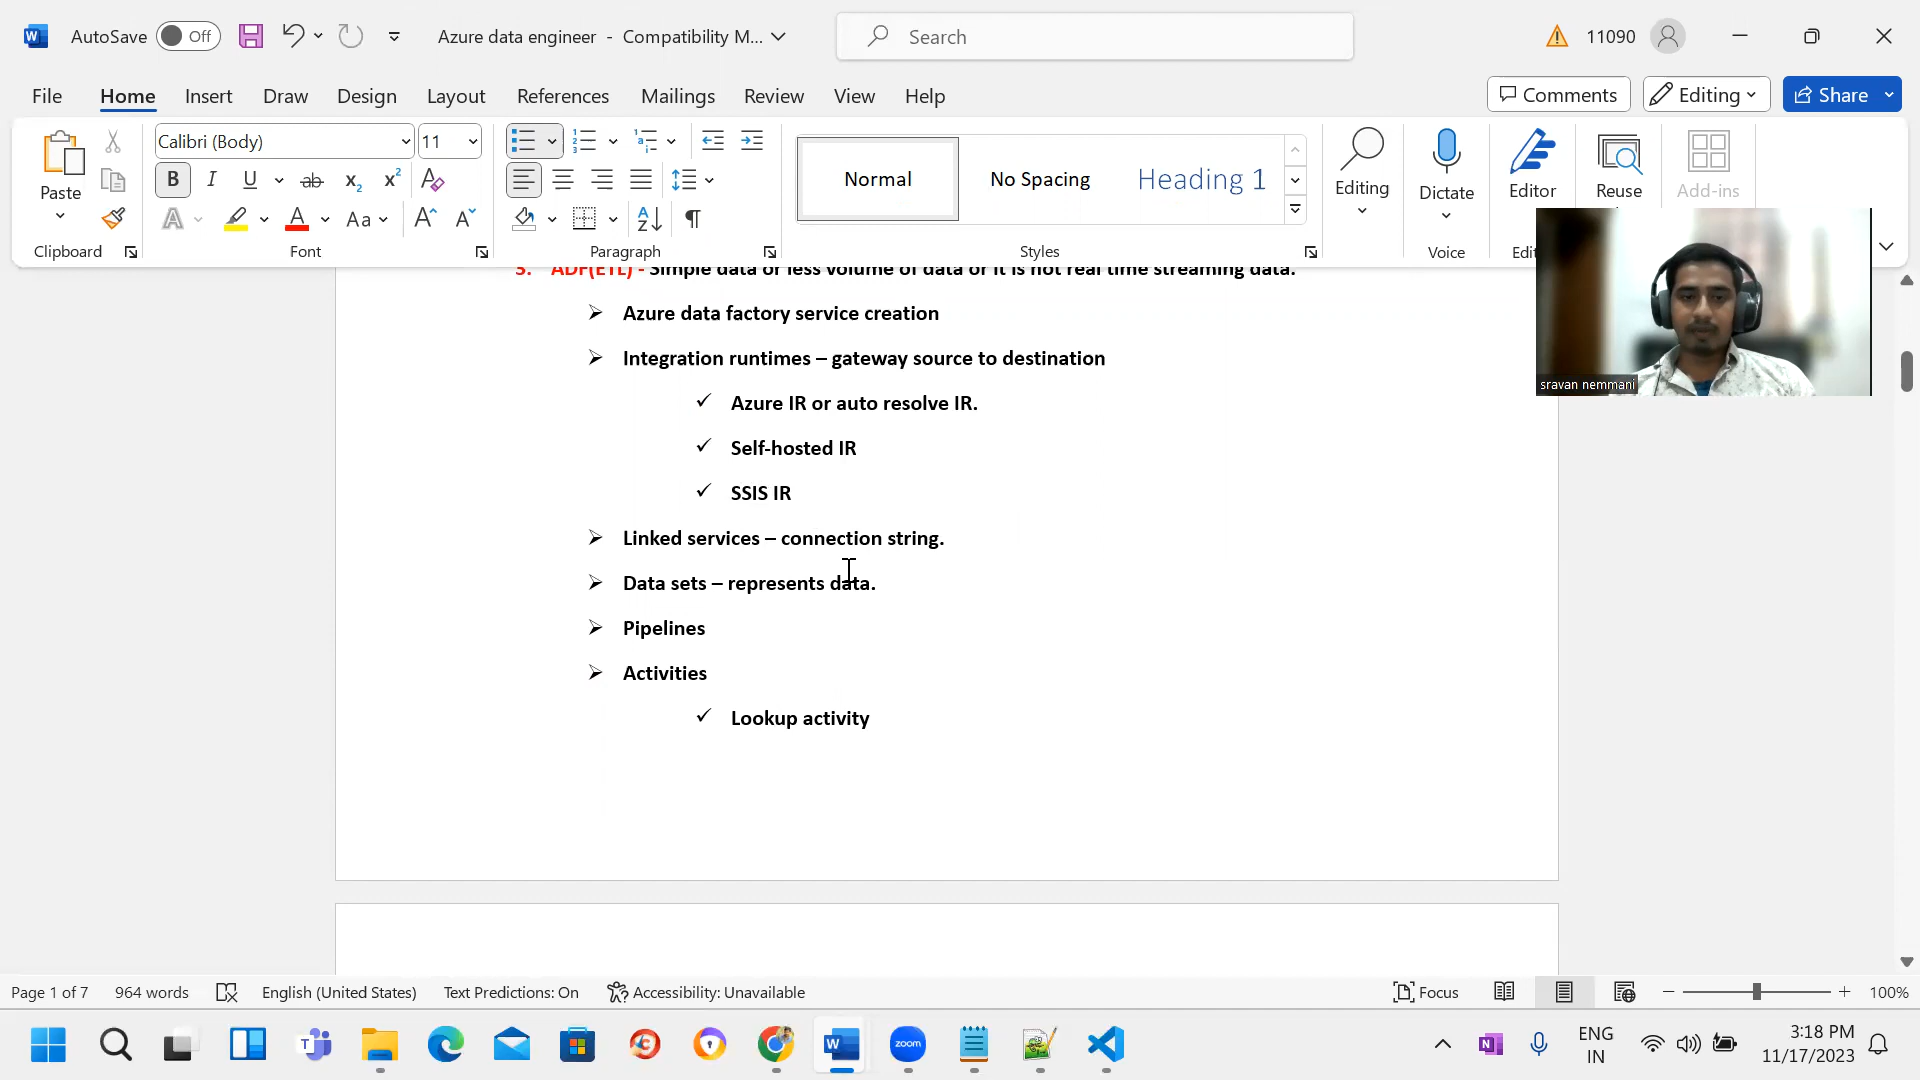 AutoSave Off Azure data engineer - Compatibility M... Search 11090
File Home Insert Draw Design Layout References Mailings Review View Help Comments Editing Share
Paste Calibri (Body) 11 Normal No Spacing Heading 1 Editing Dictate Editor Reuse Add-ins
Clipboard Font Paragraph Styles Voice
sravan nemmani
ADF(ETL) - Simple data or less volume of data or it is not real time streaming data.
➢ Azure data factory service creation
➢ Integration runtimes – gateway source to destination
✓ Azure IR or auto resolve IR.
✓ Self-hosted IR
✓ SSIS IR
➢ Linked services – connection string.
➢ Data sets – represents data.
➢ Pipelines
➢ Activities
✓ Lookup activity
Page 1 of 7 964 words English (United States) Text Predictions: On Accessibility: Unavailable Focus 100%
zoom ENG 3:18 PM
IN 11/17/2023